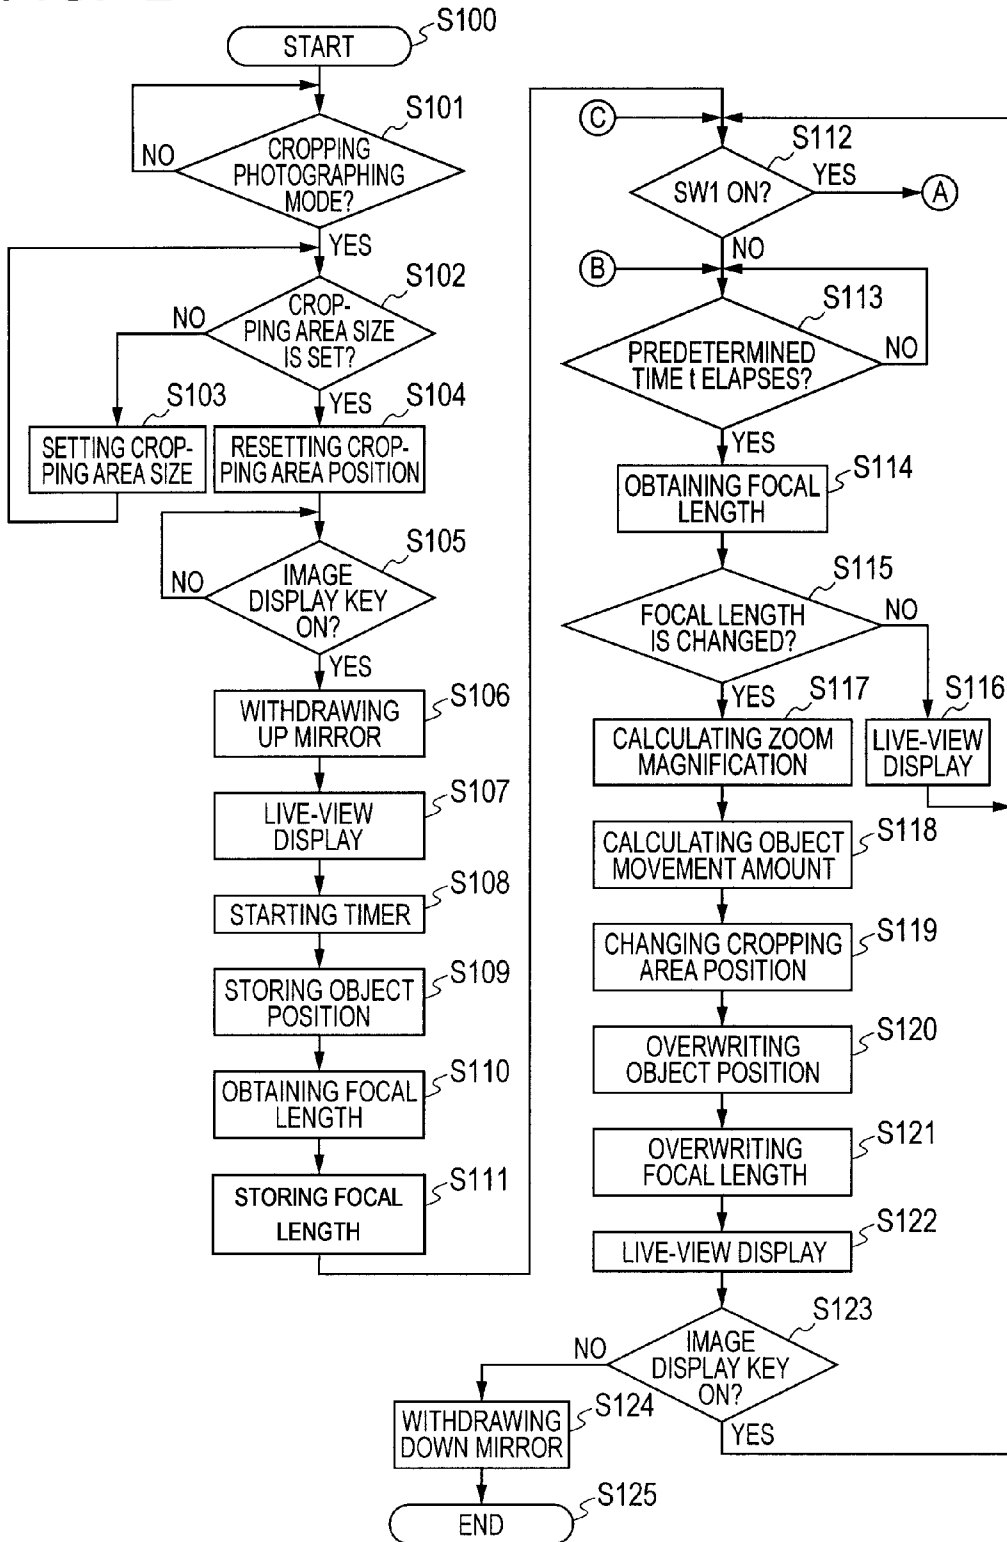 START
S100
S101
CROPPING
PHOTOGRAPHING
MODE?
NO
YES
S102
CROP-
PING AREA SIZE
IS SET?
NO
YES
S103
SETTING CROP-
PING AREA SIZE
S104
RESETTING CROP-
PING AREA POSITION
S105
IMAGE
DISPLAY KEY
ON?
NO
YES
S106
WITHDRAWING
UP MIRROR
S107
LIVE-VIEW
DISPLAY
S108
STARTING TIMER
S109
STORING OBJECT
POSITION
S110
OBTAINING FOCAL
LENGTH
S111
STORING FOCAL
LENGTH
C
S112
SW1 ON?
YES
A
NO
B
S113
PREDETERMINED
TIME t ELAPSES?
NO
YES
S114
OBTAINING FOCAL
LENGTH
S115
FOCAL LENGTH
IS CHANGED?
NO
YES
S116
LIVE-VIEW
DISPLAY
S117
CALCULATING ZOOM
MAGNIFICATION
S118
CALCULATING OBJECT
MOVEMENT AMOUNT
S119
CHANGING CROPPING
AREA POSITION
S120
OVERWRITING
OBJECT POSITION
S121
OVERWRITING
FOCAL LENGTH
S122
LIVE-VIEW DISPLAY
S123
IMAGE
DISPLAY KEY
ON?
NO
YES
S124
WITHDRAWING
DOWN MIRROR
S125
END